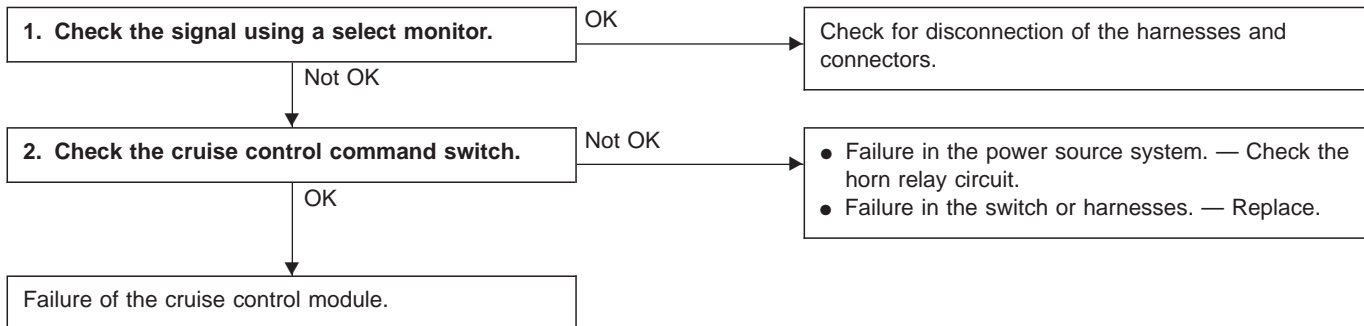 1. Check the signal using a select monitor.
OK
Check for disconnection of the harnesses and
connectors.
Not OK
2. Check the cruise control command switch.
Not OK
● Failure in the power source system. — Check the
horn relay circuit.
● Failure in the switch or harnesses. — Replace.
OK
Failure of the cruise control module.